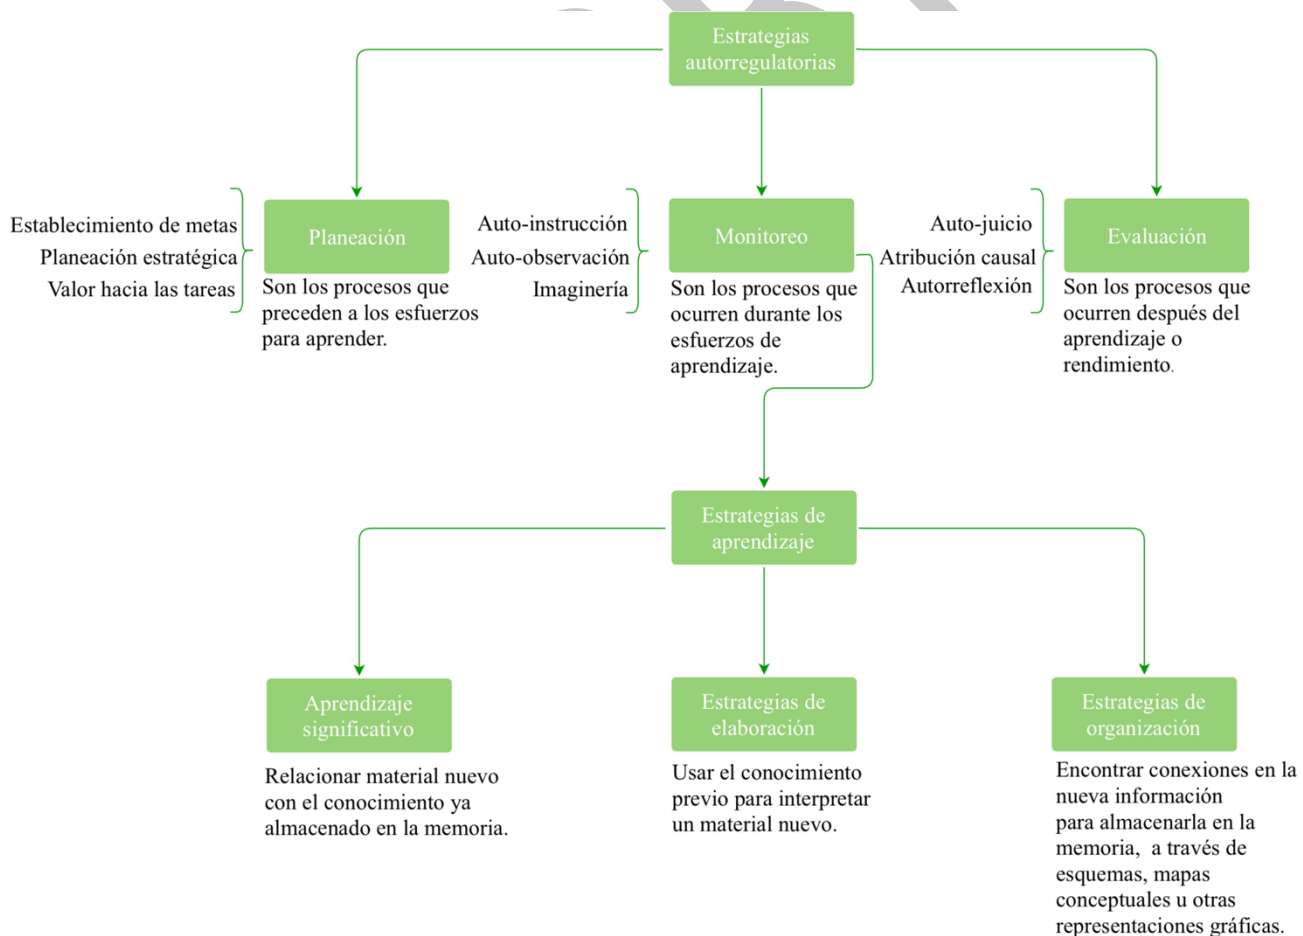 Estrategias
autorregulatorias
Establecimiento de metas
Planeación estratégica
Valor hacia las tareas
Planeación
Son los procesos que
preceden a los esfuerzos
para aprender.
Auto-instrucción
Auto-observación
Imaginería
Monitoreo
Son los procesos que
ocurren durante los
esfuerzos de
aprendizaje.
Auto-juicio
Atribución causal
Autorreflexión
Evaluación
Son los procesos que
ocurren después del
aprendizaje o
rendimiento.
Estrategias de
aprendizaje
Aprendizaje
significativo
Relacionar material nuevo
con el conocimiento ya
almacenado en la memoria.
Estrategias de
elaboración
Usar el conocimiento
previo para interpretar
un material nuevo.
Estrategias de
organización
Encontrar conexiones en la
nueva información
para almacenarla en la
memoria, a través de
esquemas, mapas
conceptuales u otras
representaciones gráficas.